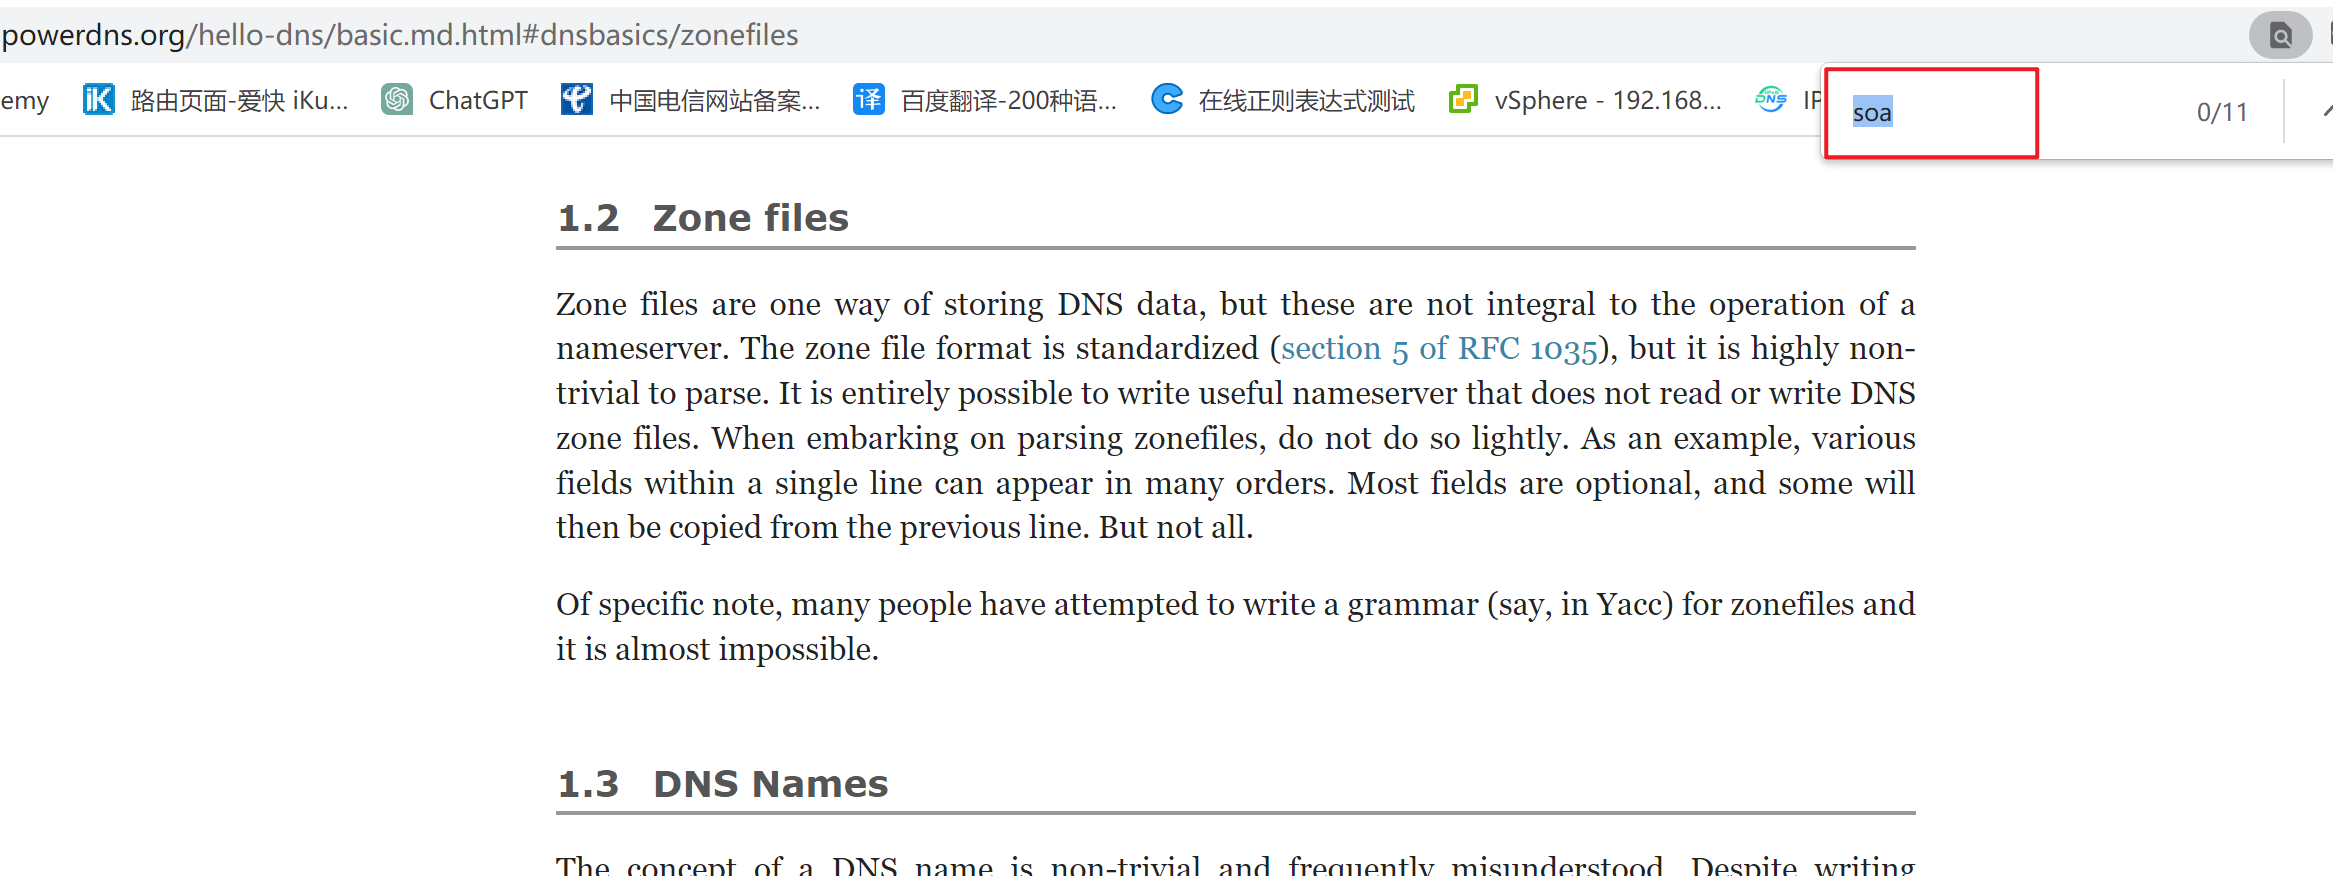 powerdns.org/hello-dns/basic.md.html#dnsbasics/zonefiles
emy 路由页面-爱快 iKu... ChatGPT 中国电信网站备案... 百度翻译-200种语... 在线正则表达式测试 vSphere - 192.168... IP
soa 0/11
1.2 Zone files
Zone files are one way of storing DNS data, but these are not integral to the operation of a
nameserver. The zone file format is standardized (section 5 of RFC 1035), but it is highly non-
trivial to parse. It is entirely possible to write useful nameserver that does not read or write DNS
zone files. When embarking on parsing zonefiles, do not do so lightly. As an example, various
fields within a single line can appear in many orders. Most fields are optional, and some will
then be copied from the previous line. But not all.
Of specific note, many people have attempted to write a grammar (say, in Yacc) for zonefiles and
it is almost impossible.
1.3 DNS Names
The concept of a DNS name is non-trivial and frequently misunderstood. Despite writing